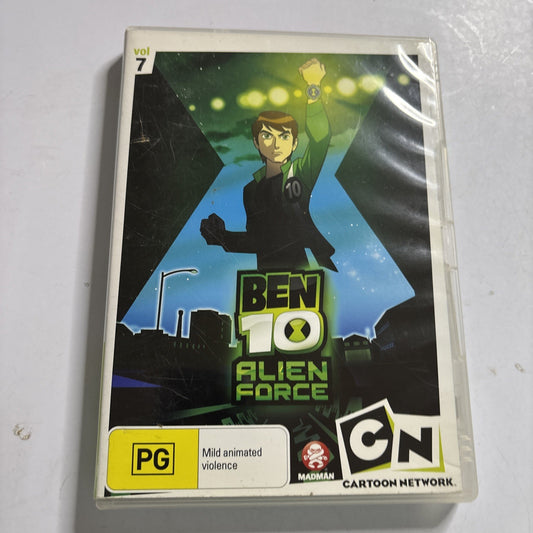 vol
7
10
BEN
10
ALIEN
FORCE
PG
Mild animated
violence
MADMAN
CN
CARTOON NETWORK